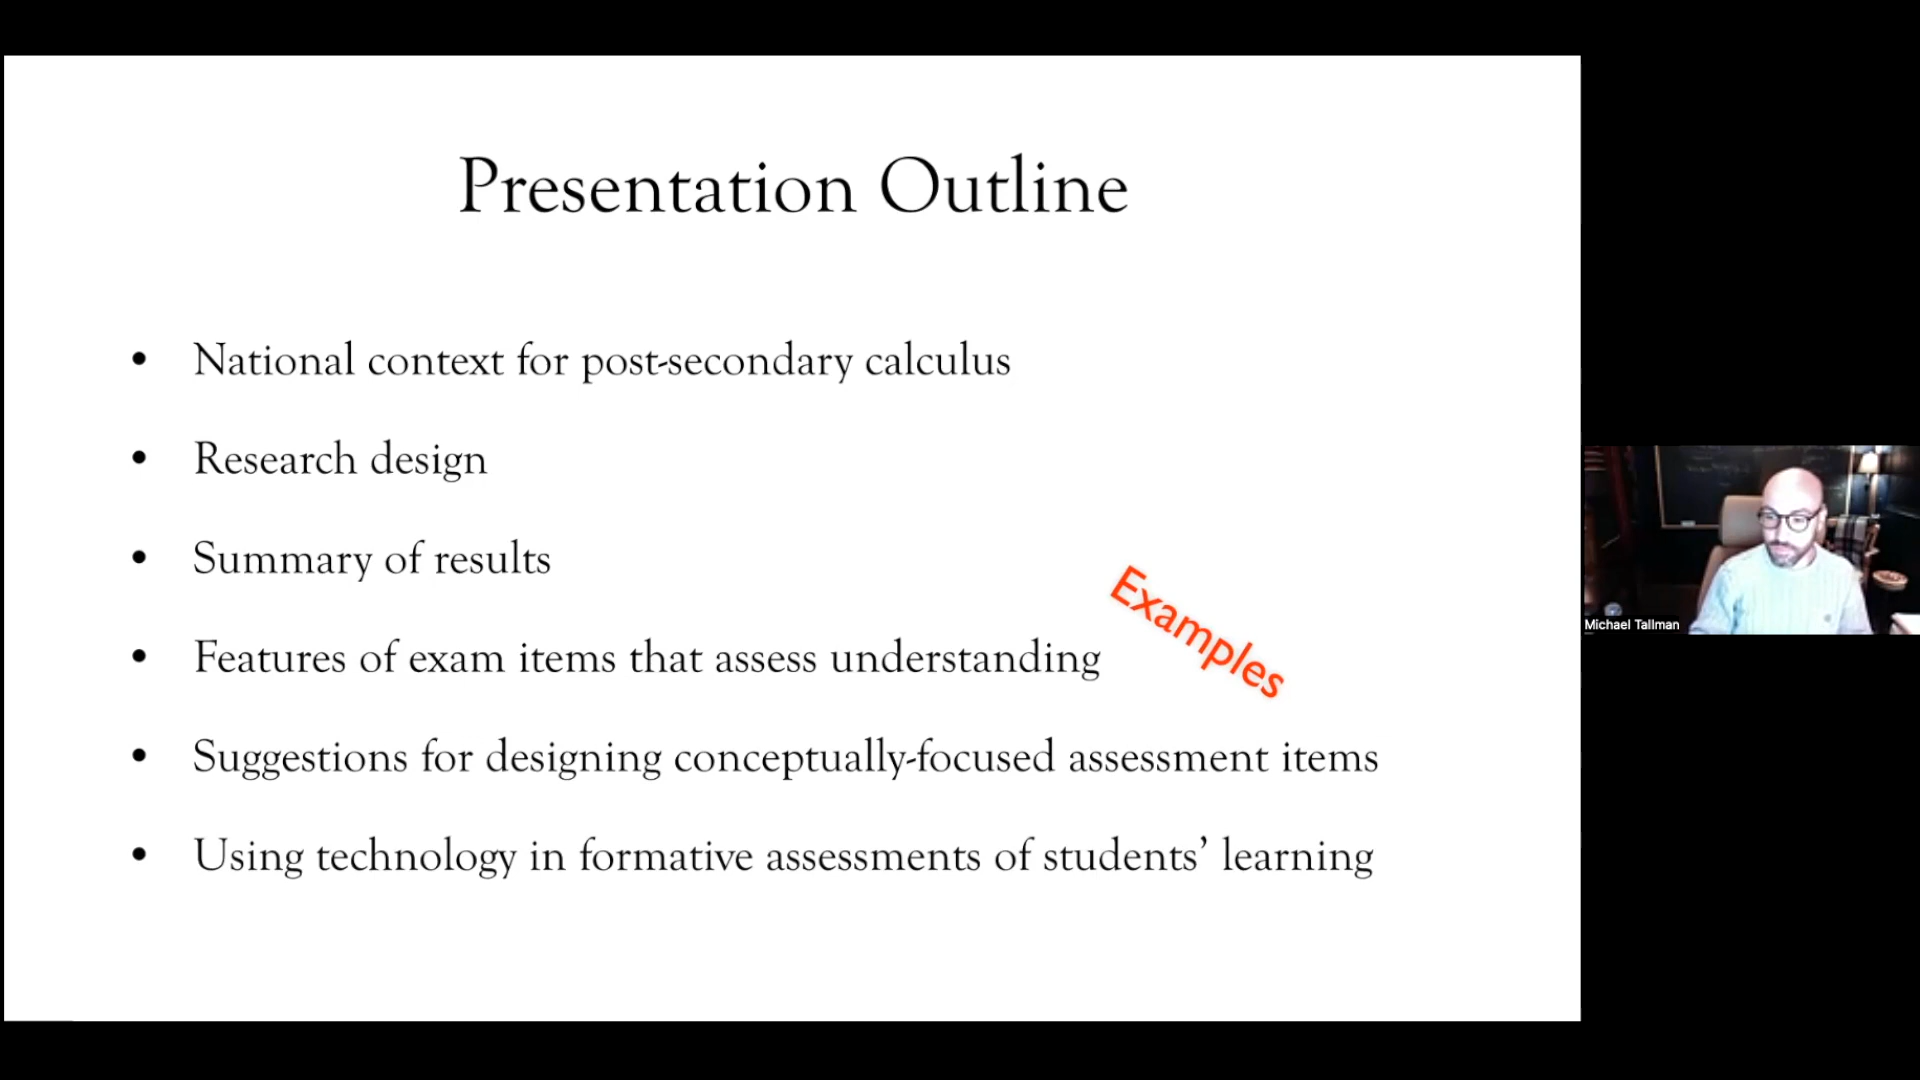 Presentation Outline
• National context for post-secondary calculus
• Research design
• Summary of results
• Features of exam items that assess understanding
Examples
• Suggestions for designing conceptually-focused assessment items
• Using technology in formative assessments of students’ learning
Michael Tallman